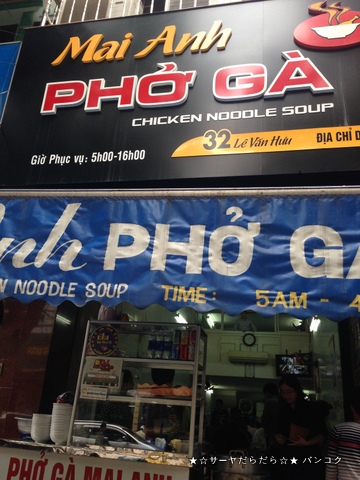 Mai Anh
PHỞ GÀ
CHICKEN NOODLE SOUP
32 Lê Văn Hưu
ĐỊA CHỈ D
Giờ Phục vụ : 5h00-16h00
Anh PHỞ GÀ
N NOODLE SOUP TIME : 5AM - 4
PHỞ GÀ MAI ANH
★☆サーヤだらだら☆★ バンコク